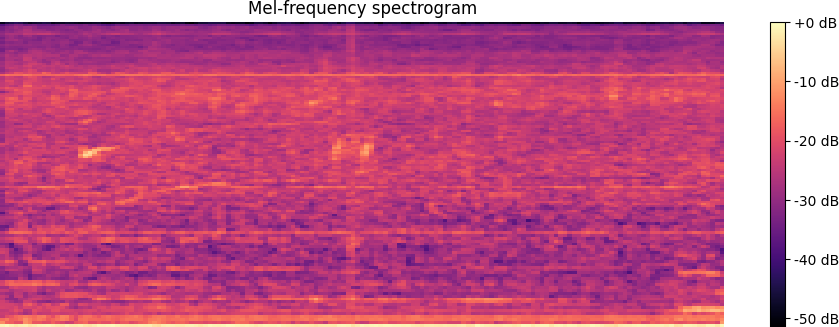 Mel-frequency spectrogram
+0 dB
-10 dB
-20 dB
-30 dB
-40 dB
-50 dB